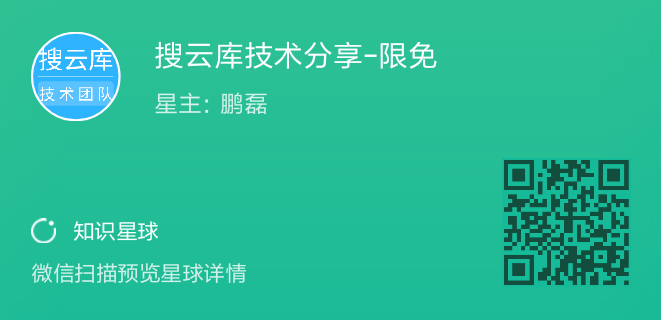 搜云库
技术团队
搜云库技术分享-限免
星主：鹏磊
知识星球
微信扫描预览星球详情